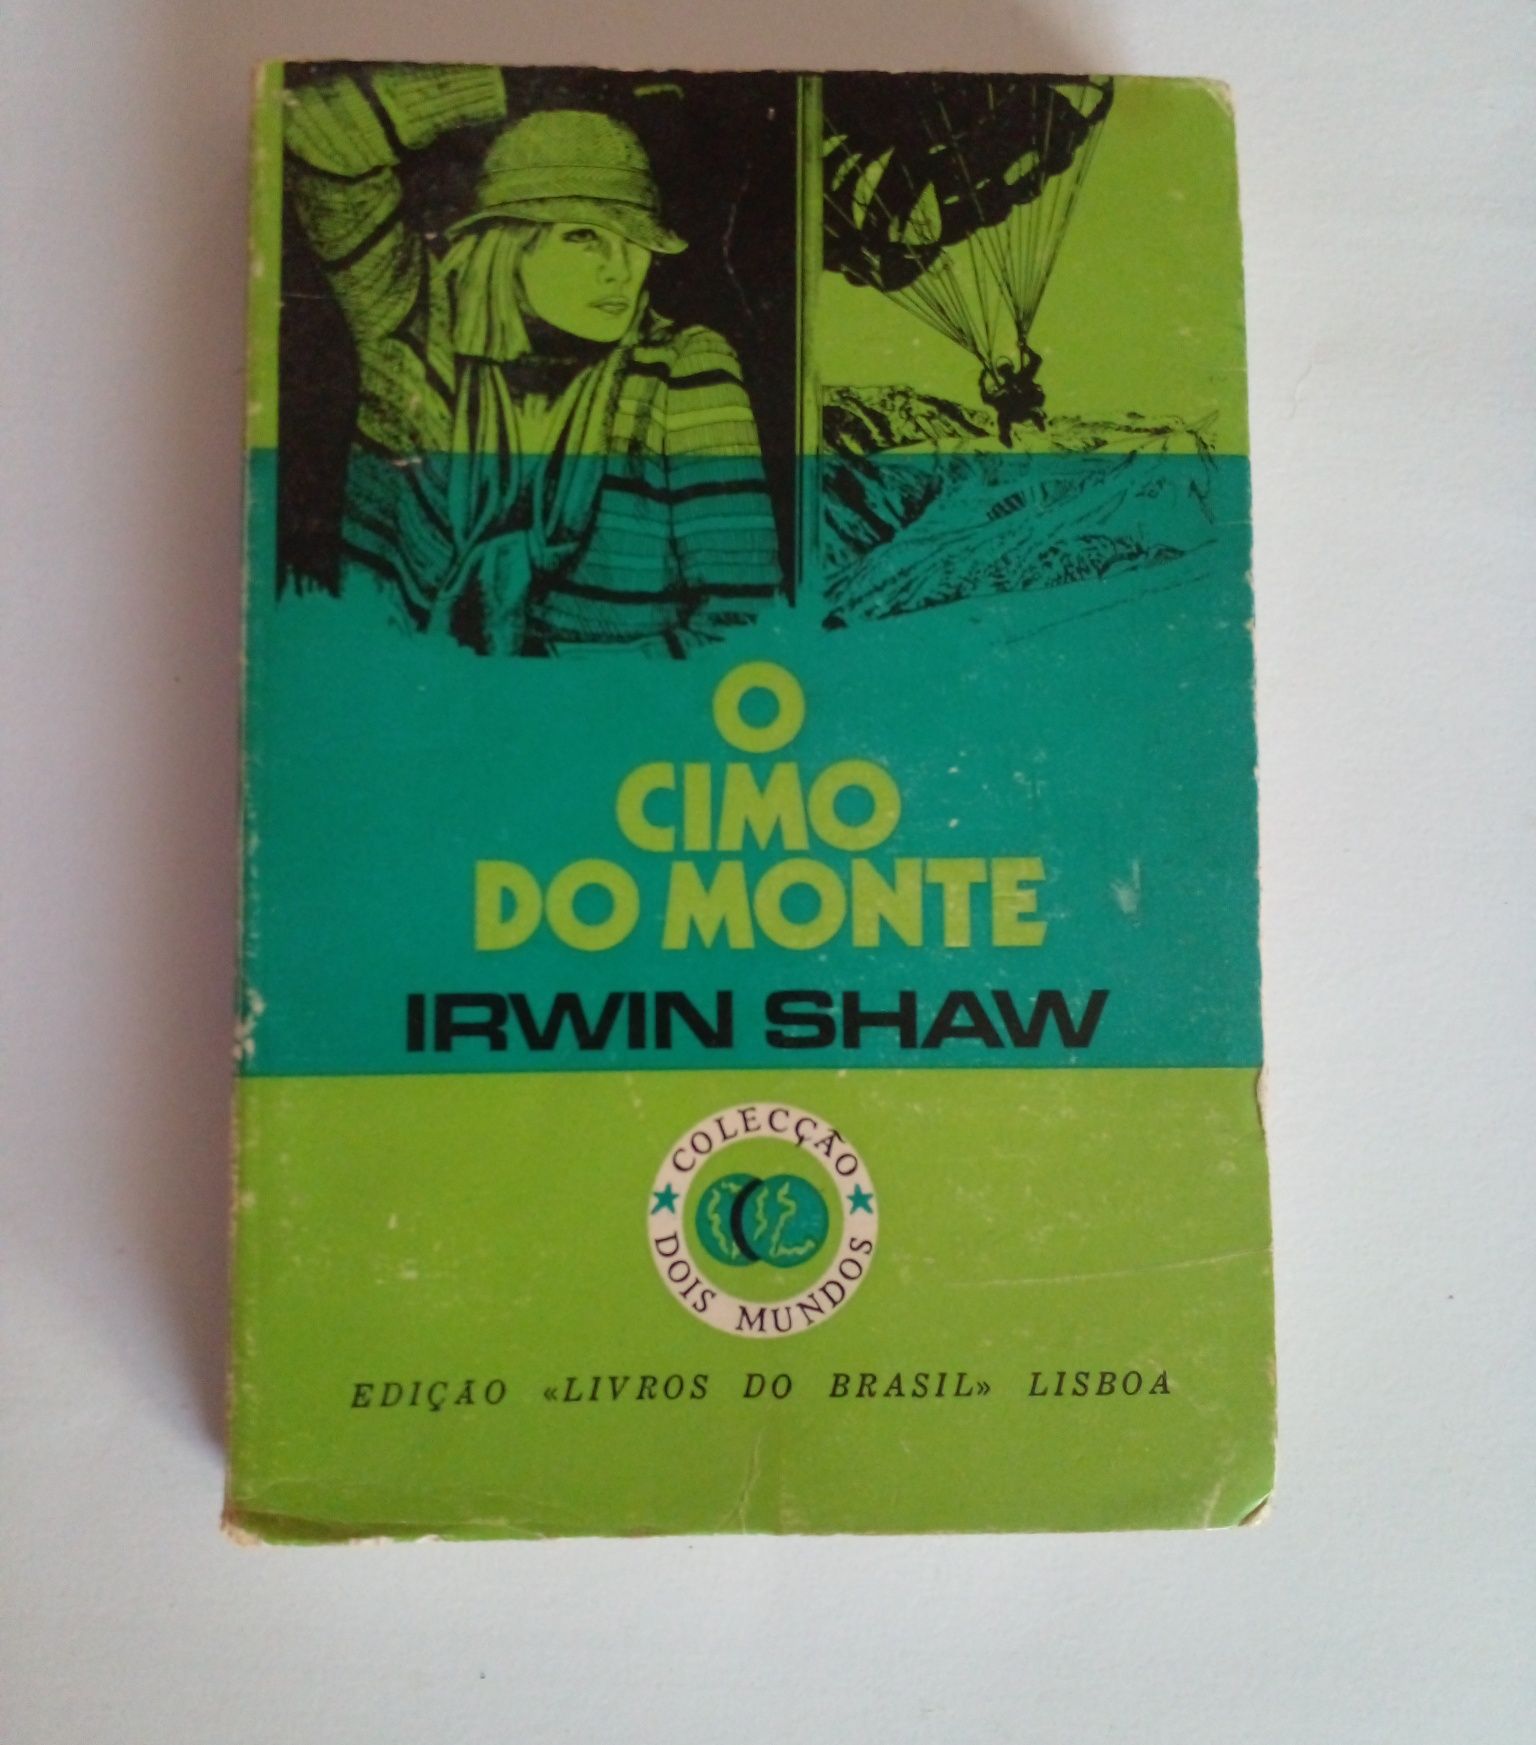 O
CIMO
DO MONTE
IRWIN SHAW
COLECÇÃO
DOIS MUNDOS
EDIÇÃO «LIVROS DO BRASIL» LISBOA